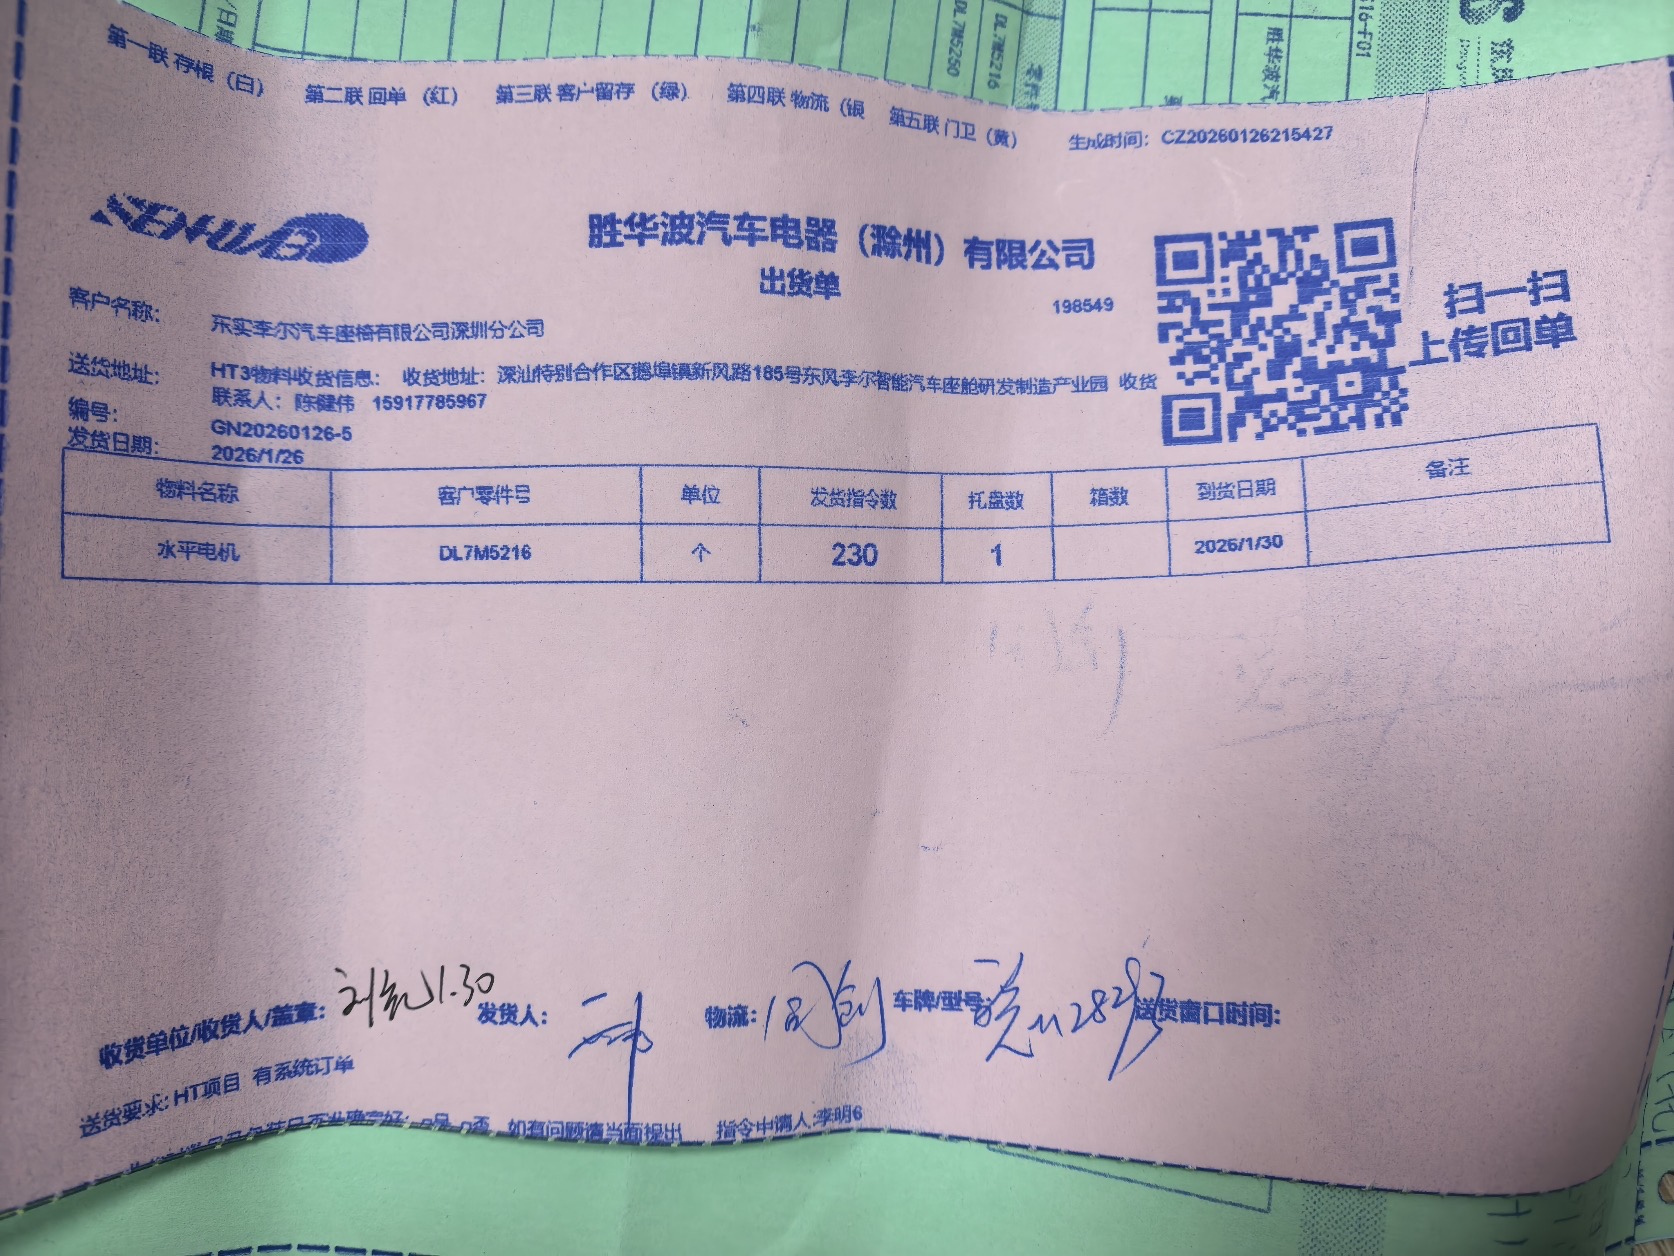 第一联 存根（白） 第二联 回单 （红） 第三联 客户留存 （绿） 第四联 物流（银 第五联 门卫（黄） 生成时间：CZ20260126215427
胜华波汽车电器（滁州）有限公司
出货单
198549
扫一扫
上传回单
客户名称： 东实李尔汽车座椅有限公司深圳分公司
送货地址： HT3物料收货信息： 收货地址：深汕特别合作区鹅埠镇新风路185号东风李尔智能汽车座舱研发制造产业园 收货
联系人：陈健伟 15917785967
编号： GN20260126-5
发货日期： 2026/1/26
物料名称 客户零件号 单位 发货指令数 托盘数 箱数 到货日期 备注
水平电机 DL7M5216 个 230 1 2026/1/30
收货单位/收货人/盖章： 1.30 发货人： 物流： 车牌/型号： 送货窗口时间：
送货要求：HT项目 有系统订单
如有问题请当面提出 指令申请人:李明6
DL7M5260
DL7M5216
胜华波汽
16-F01